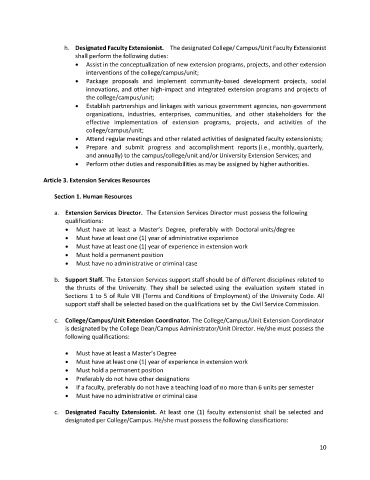 h. Designated Faculty Extensionist. The designated College/ Campus/Unit Faculty Extensionist
shall perform the following duties:
• Assist in the conceptualization of new extension programs, projects, and other extension
interventions of the college/campus/unit;
• Package proposals and implement community-based development projects, social
innovations, and other high-impact and integrated extension programs and projects of
the college/campus/unit;
• Establish partnerships and linkages with various government agencies, non-government
organizations, industries, enterprises, communities, and other stakeholders for the
effective implementation of extension programs, projects, and activities of the
college/campus/unit;
• Attend regular meetings and other related activities of designated faculty extensionists;
• Prepare and submit progress and accomplishment reports (i.e., monthly, quarterly,
and annually) to the campus/college/unit and/or University Extension Services; and
• Perform other duties and responsibilities as may be assigned by higher authorities.
Article 3. Extension Services Resources
Section 1. Human Resources
a. Extension Services Director. The Extension Services Director must possess the following
qualifications:
• Must have at least a Master's Degree, preferably with Doctoral units/degree
• Must have at least one (1) year of administrative experience
• Must have at least one (1) year of experience in extension work
• Must hold a permanent position
• Must have no administrative or criminal case
b. Support Staff. The Extension Services support staff should be of different disciplines related to
the thrusts of the University. They shall be selected using the evaluation system stated in
Sections 1 to 5 of Rule VIII (Terms and Conditions of Employment) of the University Code. All
support staff shall be selected based on the qualifications set by the Civil Service Commission.
c. College/Campus/Unit Extension Coordinator. The College/Campus/Unit Extension Coordinator
is designated by the College Dean/Campus Administrator/Unit Director. He/she must possess the
following qualifications:
• Must have at least a Master's Degree
• Must have at least one (1) year of experience in extension work
• Must hold a permanent position
• Preferably do not have other designations
• If a faculty, preferably do not have a teaching load of no more than 6 units per semester
• Must have no administrative or criminal case
c. Designated Faculty Extensionist. At least one (1) faculty extensionist shall be selected and
designated per College/Campus. He/she must possess the following classifications:
10